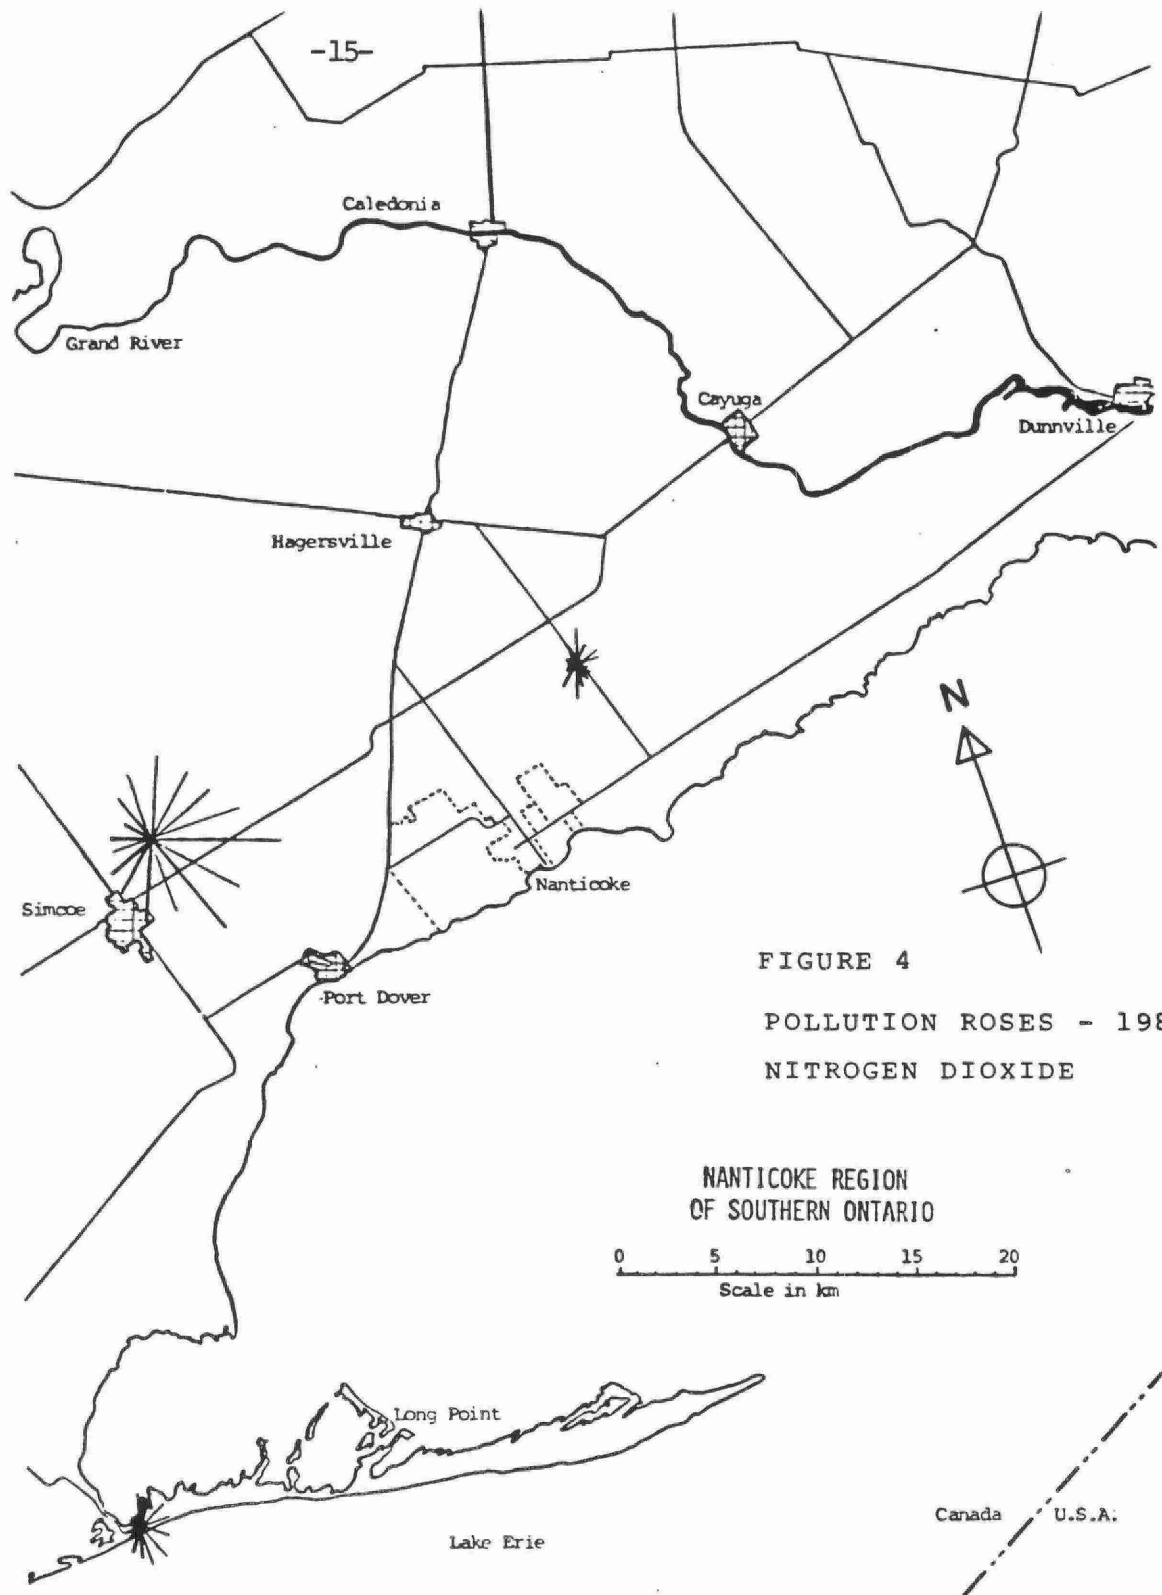 -15-
Caledonia
Grand River
Cayuga
Dunnville
Hagersville
N
Simcoe
Nanticoke
Port Dover
FIGURE 4
POLLUTION ROSES - 198
NITROGEN DIOXIDE
NANTICOKE REGION
OF SOUTHERN ONTARIO
0 5 10 15 20
Scale in km
Long Point
Canada U.S.A.
Lake Erie